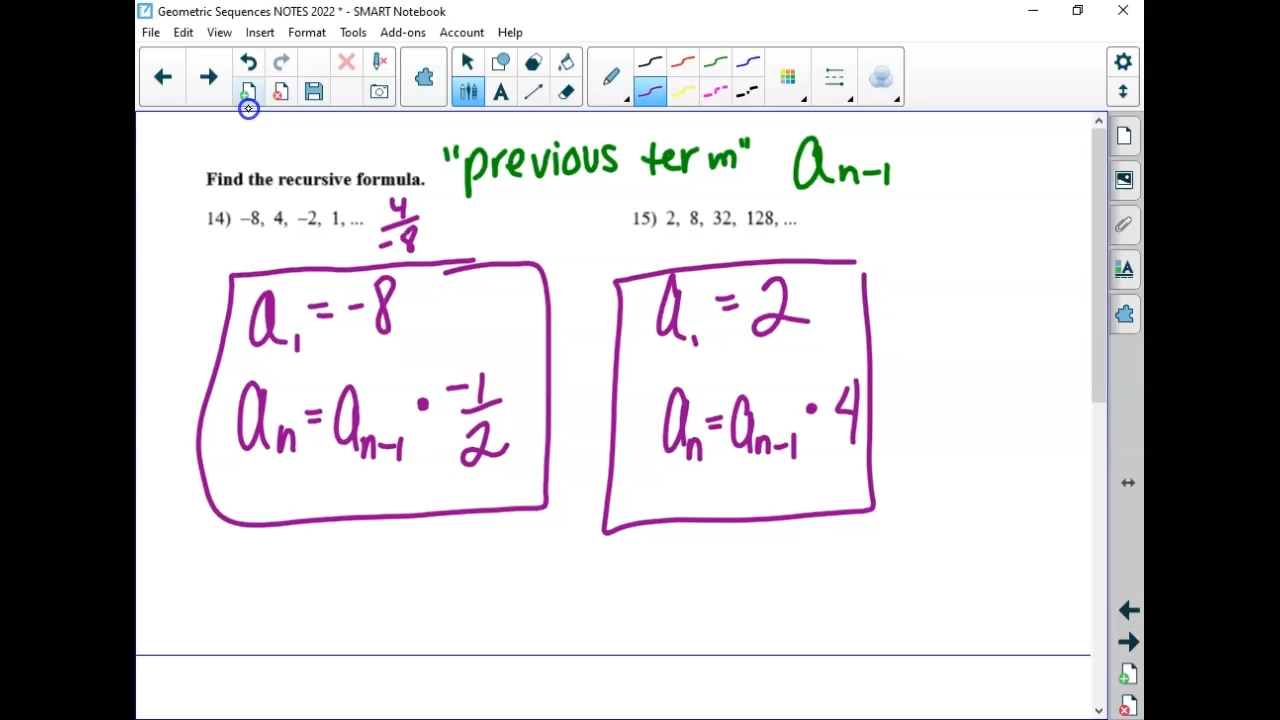 Geometric Sequences NOTES 2022 * - SMART Notebook
File Edit View Insert Format Tools Add-ons Account Help
"previous term" aₙ₋₁
Find the recursive formula.
14) –8, 4, –2, 1, ... 4/–8
15) 2, 8, 32, 128, ...
a₁ = -8
aₙ = aₙ₋₁ · -1/2
a₁ = 2
aₙ = aₙ₋₁ · 4